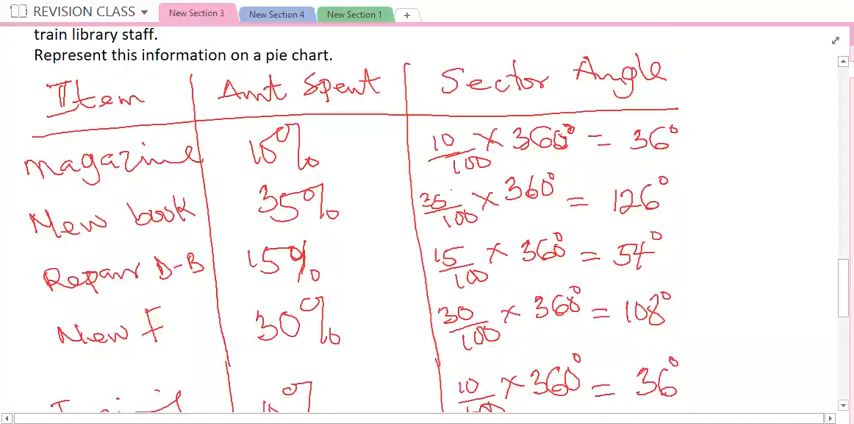 REVISION CLASS
New Section 3
New Section 4
New Section 1
train library staff.
Represent this information on a pie chart.
Item Amt Spent Sector Angle
magazine 10% 10/100 × 360° = 36°
New book 35% 35/100 × 360° = 126°
Repair D-B 15% 15/100 × 360° = 54°
New F 30% 30/100 × 360° = 108°
10% 10/100 × 360° = 36°